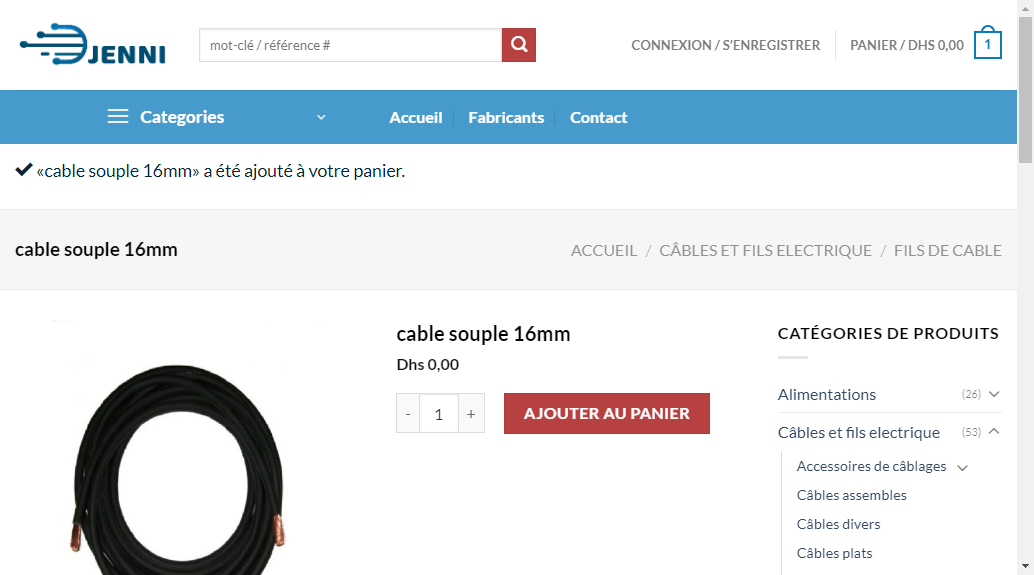 JENNI
mot-clé / référence #
CONNEXION / S'ENREGISTRER
PANIER / DHS 0,00
1
Categories
Accueil
Fabricants
Contact
«cable souple 16mm» a été ajouté à votre panier.
cable souple 16mm
ACCUEIL / CÂBLES ET FILS ELECTRIQUE / FILS DE CABLE
cable souple 16mm
Dhs 0,00
- 1 +
AJOUTER AU PANIER
CATÉGORIES DE PRODUITS
Alimentations (26)
Câbles et fils electrique (53)
Accessoires de câblages
Câbles assembles
Câbles divers
Câbles plats